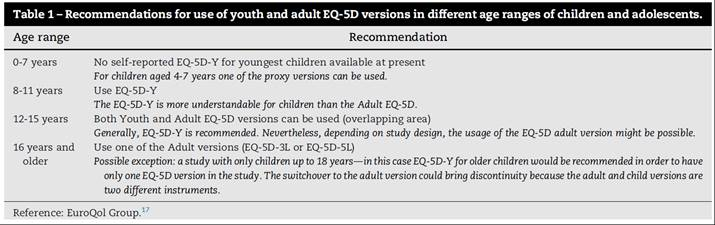 Table 1 – Recommendations for use of youth and adult EQ-5D versions in different age ranges of children and adolescents.
Age range Recommendation
0-7 years No self-reported EQ-5D-Y for youngest children available at present
For children aged 4-7 years one of the proxy versions can be used.
8-11 years Use EQ-5D-Y
The EQ-5D-Y is more understandable for children than the Adult EQ-5D.
12-15 years Both Youth and Adult EQ-5D versions can be used (overlapping area)
Generally, EQ-5D-Y is recommended. Nevertheless, depending on study design, the usage of the EQ-5D adult version might be possible.
16 years and Use one of the Adult versions (EQ-5D-3L or EQ-5D-5L)
older Possible exception: a study with only children up to 18 years—in this case EQ-5D-Y for older children would be recommended in order to have
only one EQ-5D version in the study. The switchover to the adult version could bring discontinuity because the adult and child versions are
two different instruments.
Reference: EuroQol Group.17